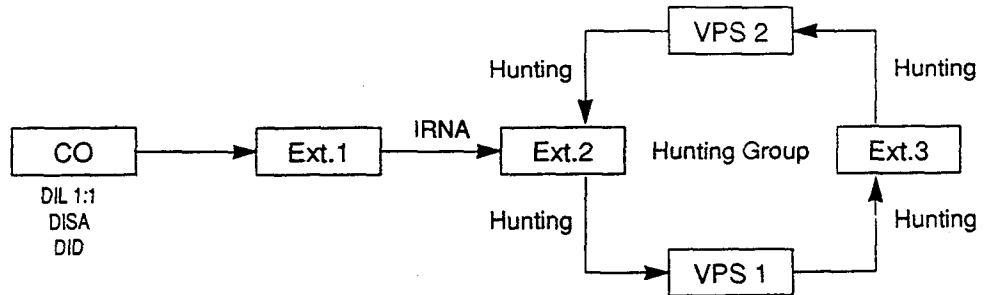 VPS 2
Hunting
Hunting
IRNA
CO
Ext.1
Ext.2
Hunting Group
Ext.3
DIL 1:1
DISA
DID
Hunting
Hunting
VPS 1